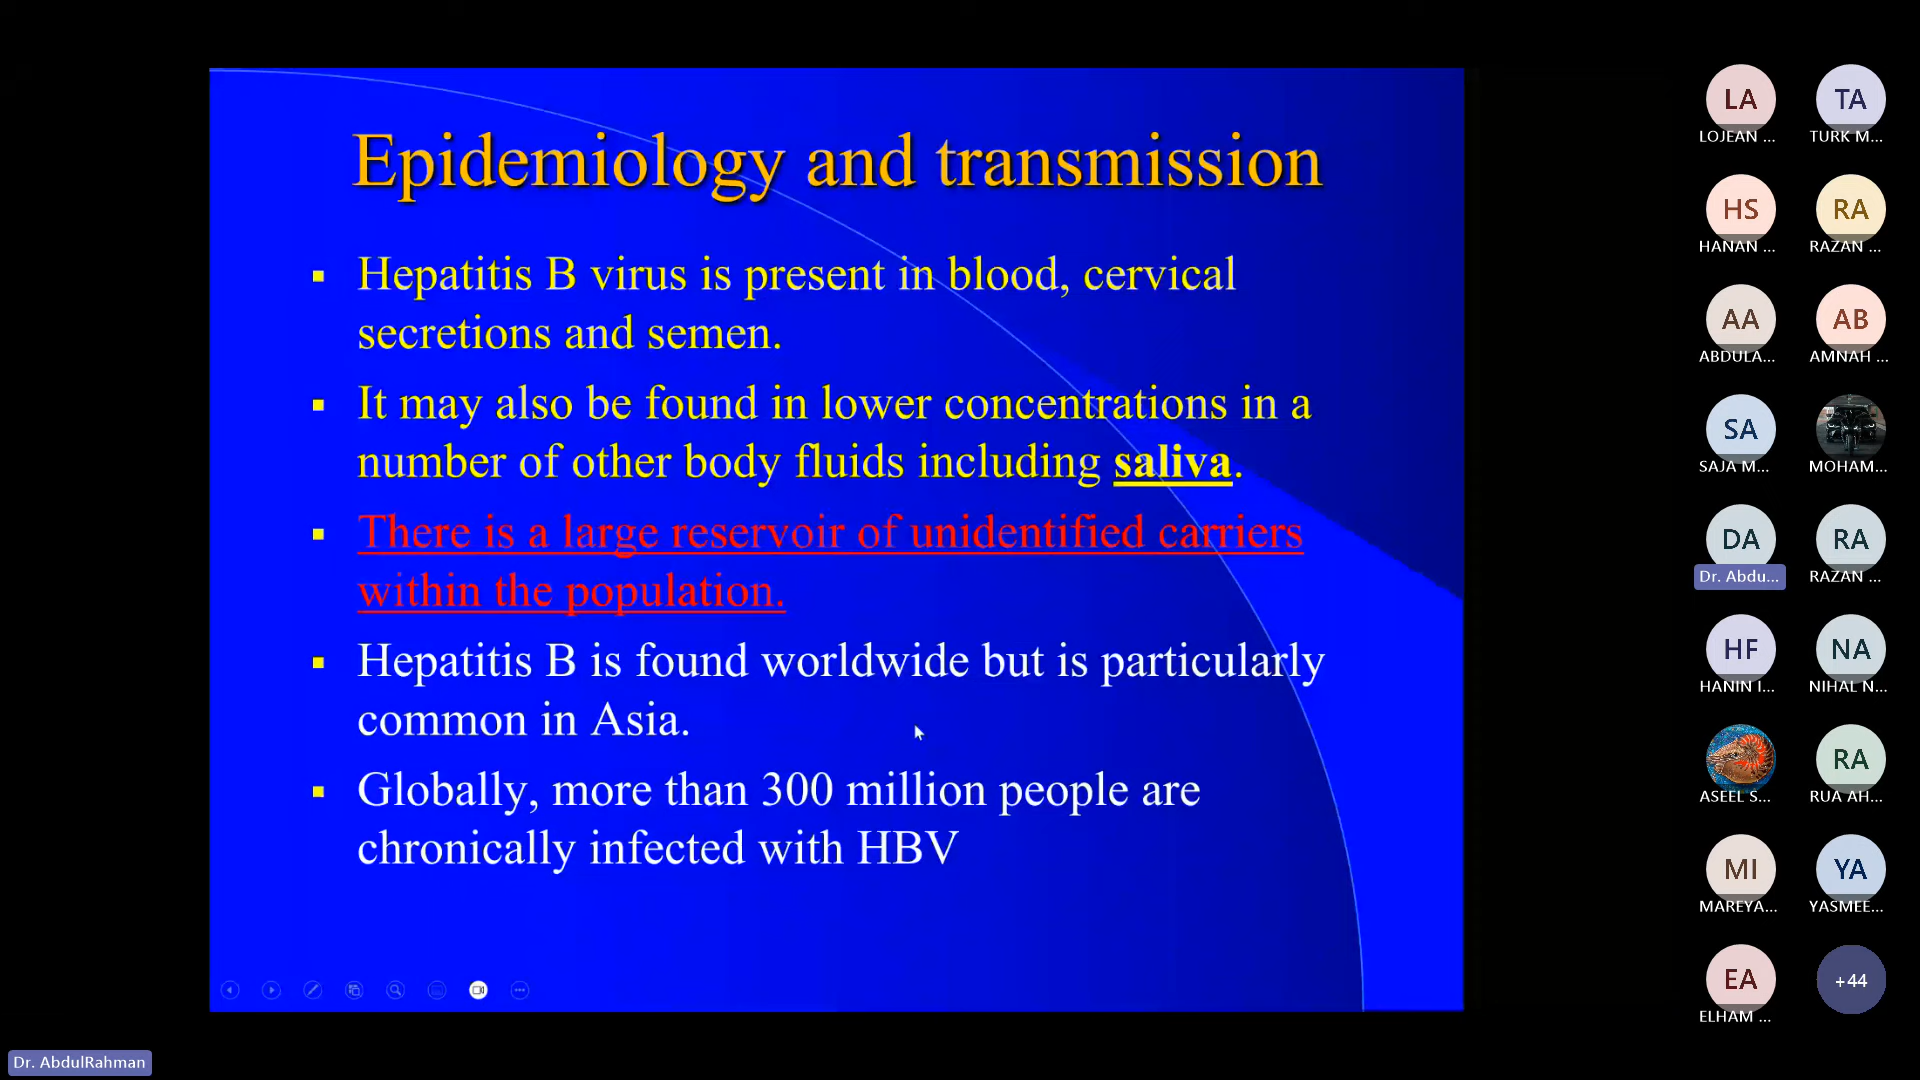 Epidemiology and transmission
Hepatitis B virus is present in blood, cervical
secretions and semen.
It may also be found in lower concentrations in a
number of other body fluids including saliva.
There is a large reservoir of unidentified carriers
within the population.
Hepatitis B is found worldwide but is particularly
common in Asia.
Globally, more than 300 million people are
chronically infected with HBV
LA
LOJEAN ...
TA
TURK M...
HS
HANAN ...
RA
RAZAN ...
AA
ABDULA...
AB
AMNAH ...
SA
SAJA M...
MOHAM...
DA
Dr. Abdu...
RA
RAZAN ...
HF
HANIN I...
NA
NIHAL N...
ASEEL S...
RA
RUA AH...
MI
MAREYA...
YA
YASMEE...
EA
ELHAM ...
+44
Dr. AbdulRahman